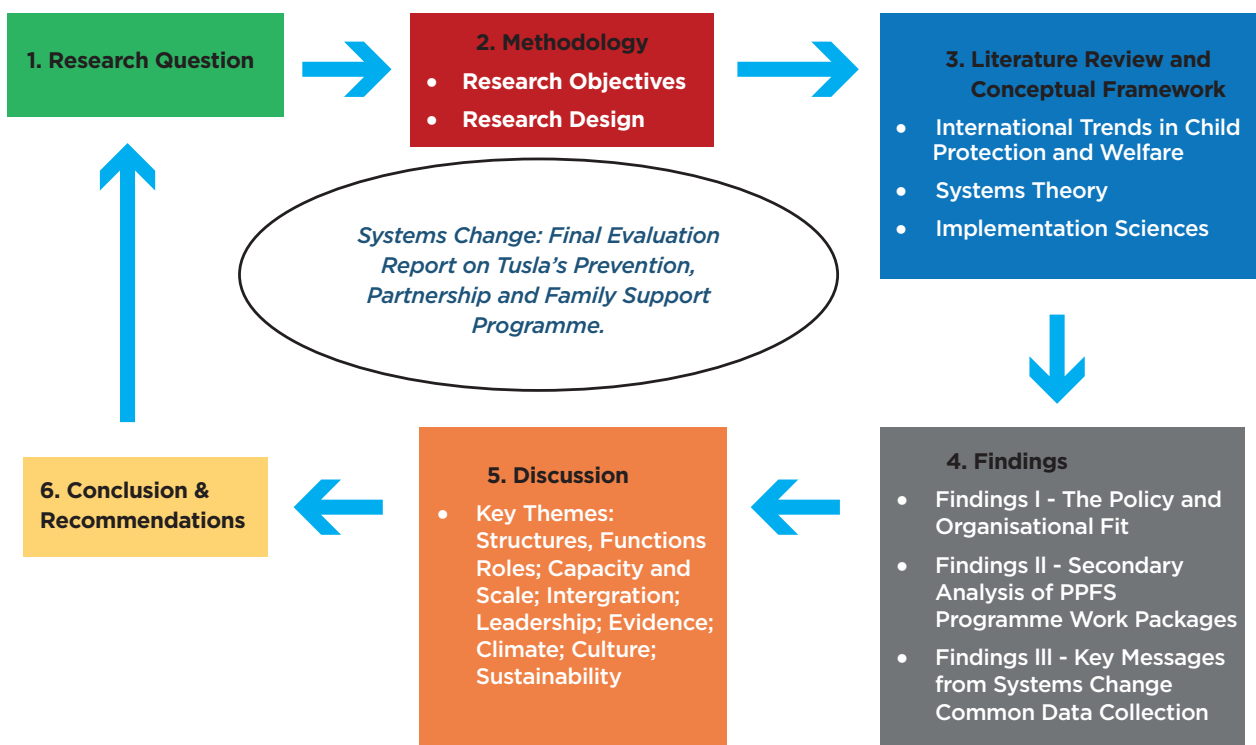 1. Research Question
2. Methodology
● Research Objectives
● Research Design
3. Literature Review and
Conceptual Framework
● International Trends in Child
Protection and Welfare
● Systems Theory
● Implementation Sciences
Systems Change: Final Evaluation
Report on Tusla’s Prevention,
Partnership and Family Support
Programme.
4. Findings
● Findings I - The Policy and
Organisational Fit
● Findings II - Secondary
Analysis of PPFS
Programme Work Packages
● Findings III - Key Messages
from Systems Change
Common Data Collection
5. Discussion
● Key Themes:
Structures, Functions
Roles; Capacity and
Scale; Intergration;
Leadership; Evidence;
Climate; Culture;
Sustainability
6. Conclusion &
Recommendations